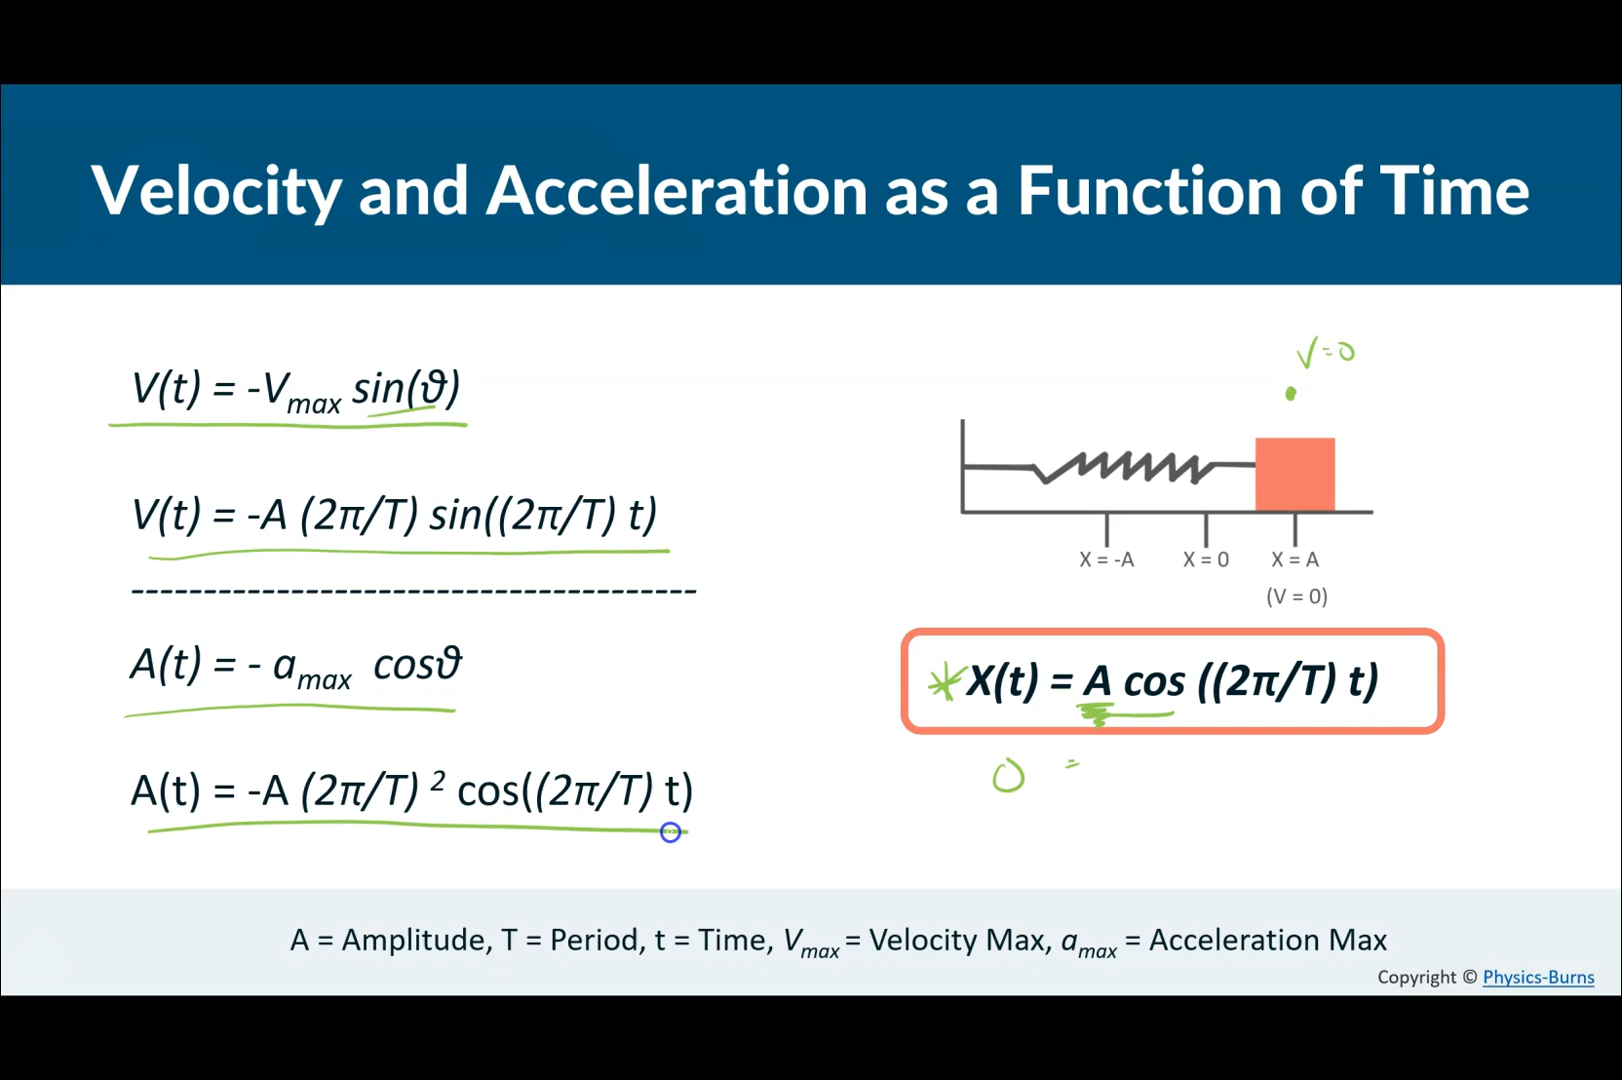 Velocity and Acceleration as a Function of Time
V(t) = -Vmax sin(ϑ)
V(t) = -A (2π/T) sin((2π/T) t)
---------------------------------------
A(t) = - amax cosϑ
A(t) = -A (2π/T) ² cos((2π/T) t)
V=0
X = -A
X = 0
X = A
(V = 0)
*X(t) = A cos ((2π/T) t)
0 =
A = Amplitude, T = Period, t = Time, Vmax = Velocity Max, amax = Acceleration Max
Copyright © Physics-Burns